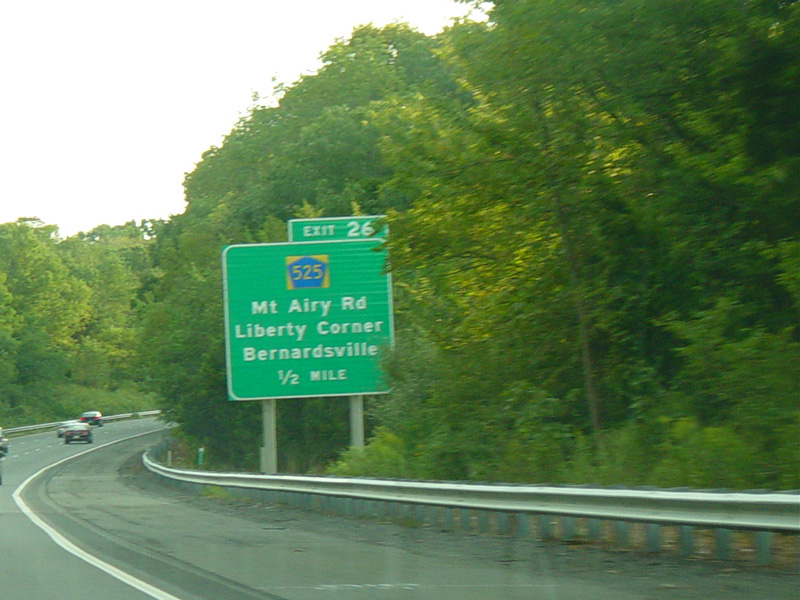 EXIT 26
525
Mt Airy Rd
Liberty Corner
Bernardsville
1/2 MILE